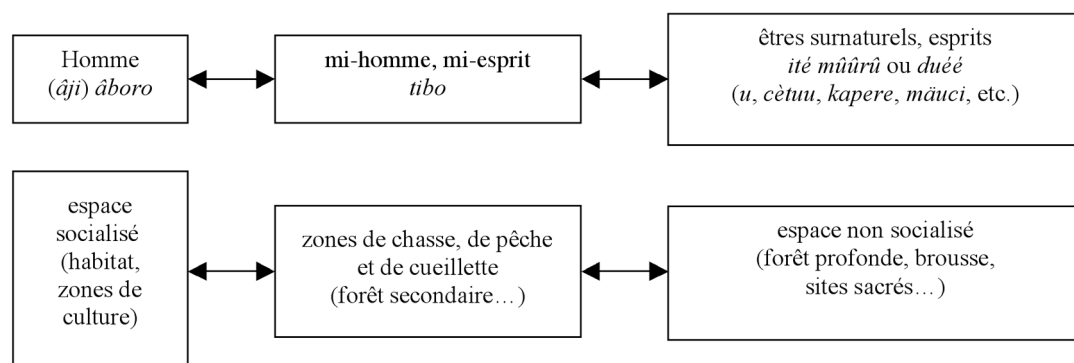 Homme
(âji) âboro
mi-homme, mi-esprit
tibo
êtres surnaturels, esprits
ité mûûrû ou duéé
(u, cètuu, kapere, mäuci, etc.)
espace
socialisé
(habitat,
zones de
culture)
zones de chasse, de pêche
et de cueillette
(forêt secondaire…)
espace non socialisé
(forêt profonde, brousse,
sites sacrés…)